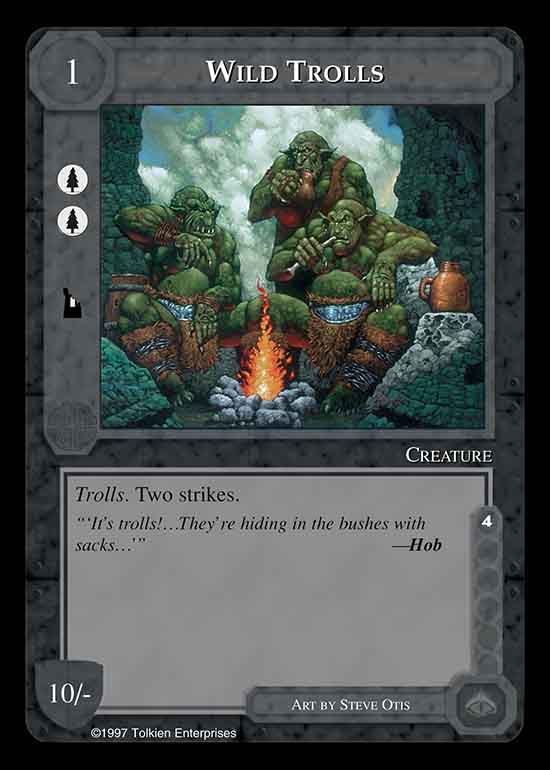 1
WILD TROLLS
CREATURE
Trolls. Two strikes.
“‘It's trolls!…They're hiding in the bushes with
sacks…’”
—Hob
4
10/-
ART BY STEVE OTIS
©1997 Tolkien Enterprises